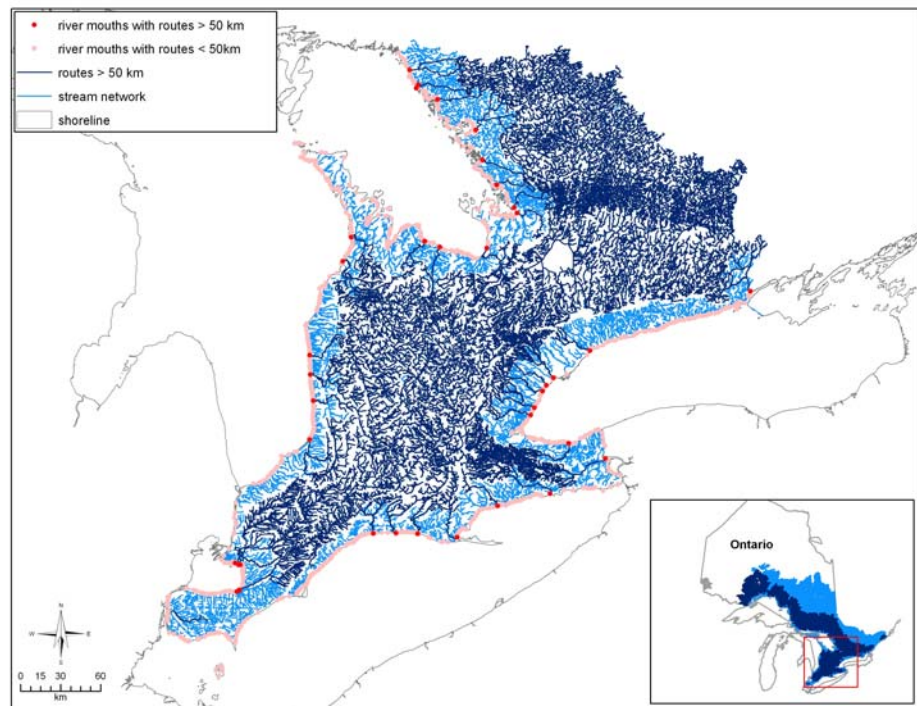 river mouths with routes > 50 km
river mouths with routes < 50km
routes > 50 km
stream network
shoreline
Ontario
N
W E
S
0 15 30 60
km